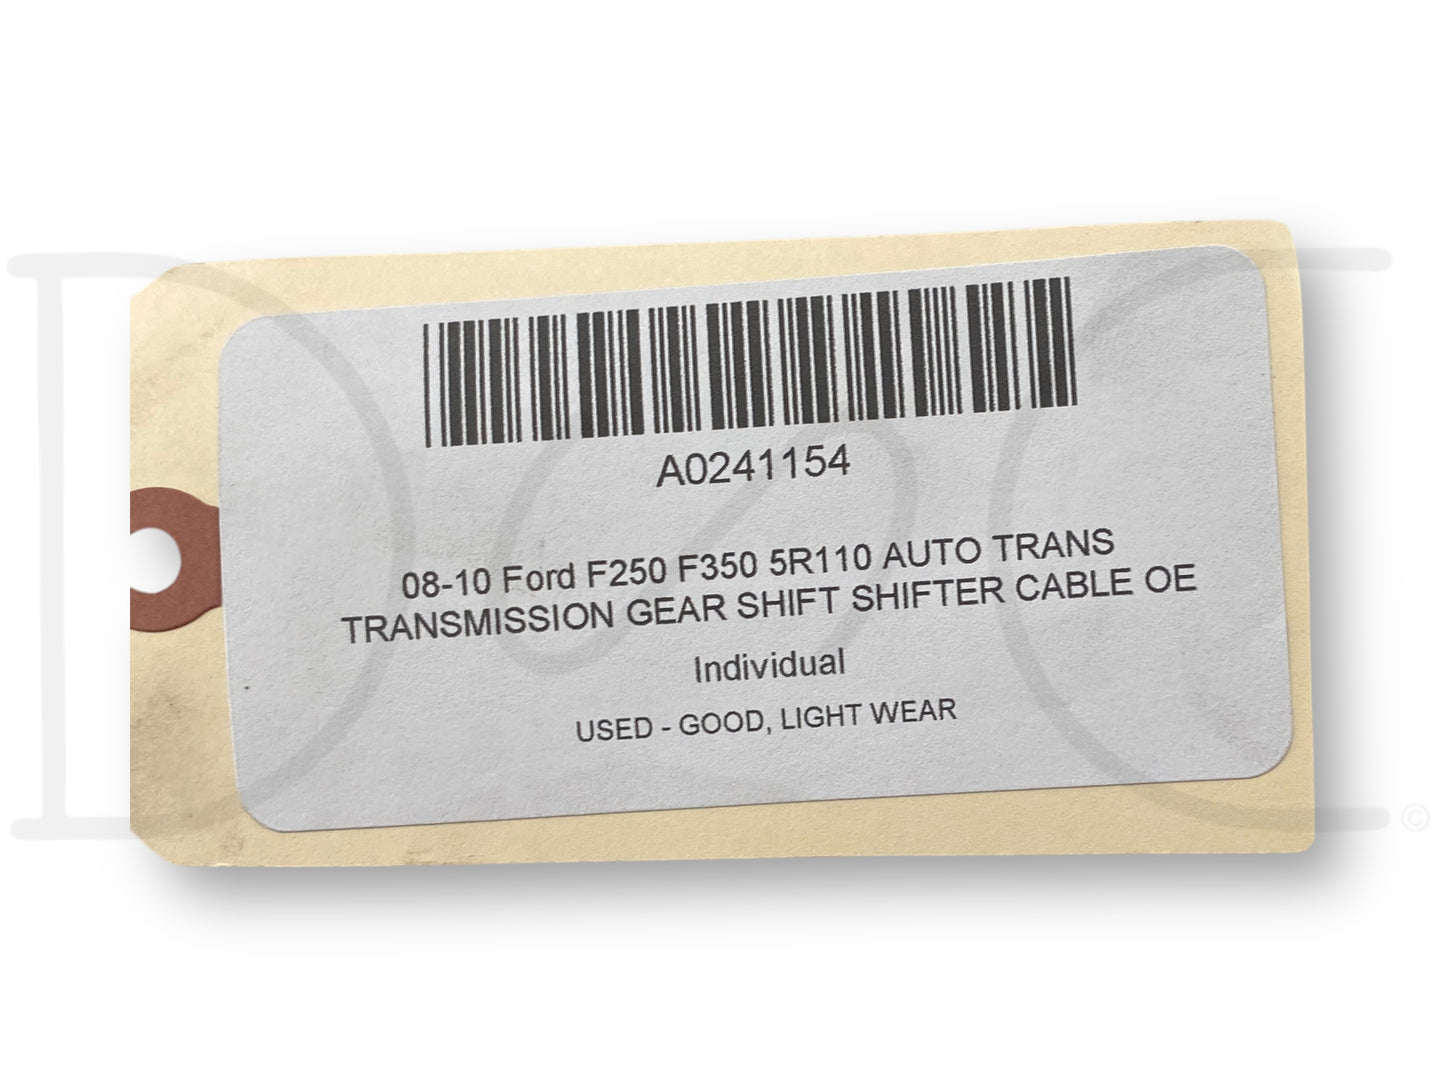 A0241154
08-10 Ford F250 F350 5R110 AUTO TRANS
TRANSMISSION GEAR SHIFT SHIFTER CABLE OE
Individual
USED - GOOD, LIGHT WEAR
©